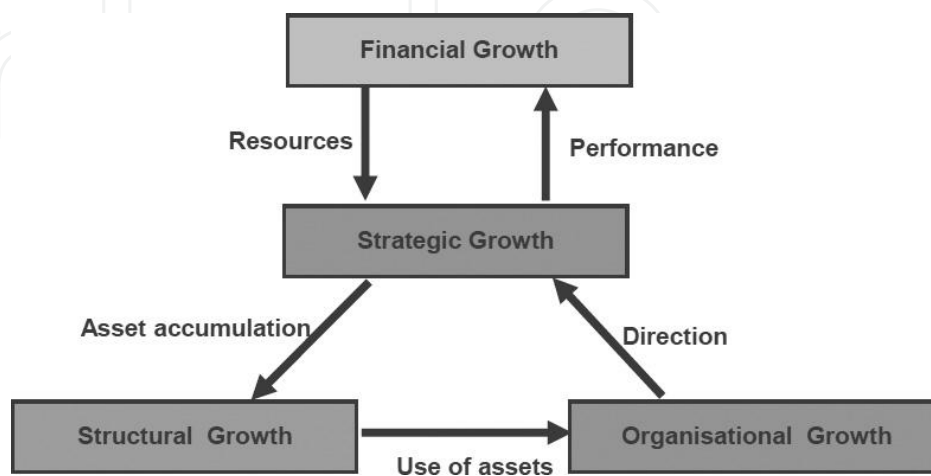 Financial Growth
Resources
Performance
Strategic Growth
Asset accumulation
Direction
Structural Growth
Organisational Growth
Use of assets